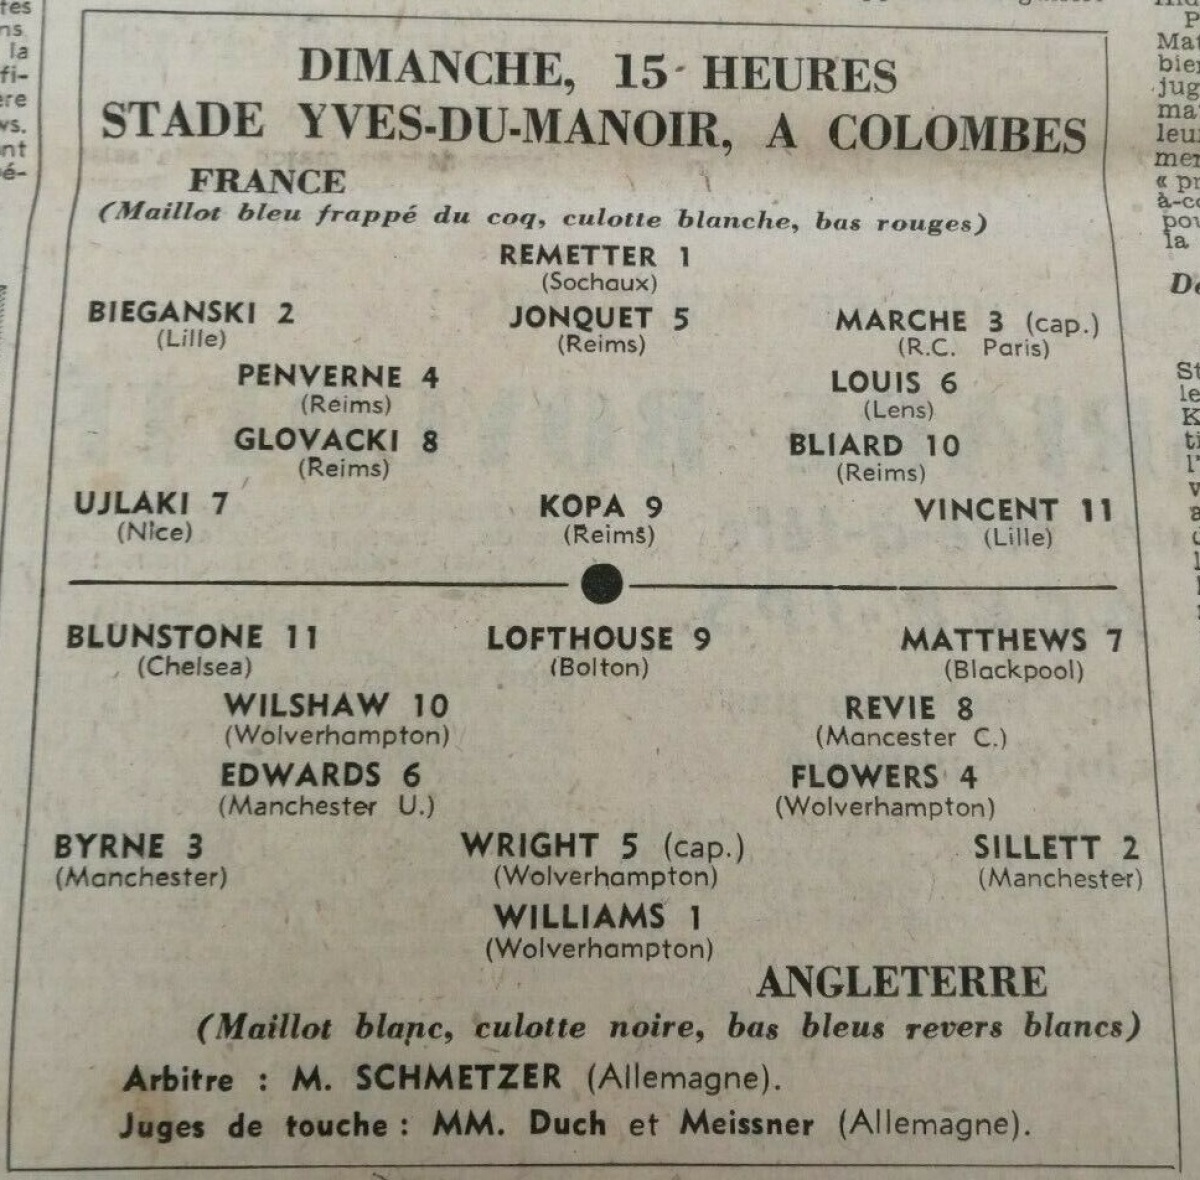 DIMANCHE, 15 HEURES
STADE YVES-DU-MANOIR, A COLOMBES
FRANCE
(Maillot bleu frappé du coq, culotte blanche, bas rouges)
REMETTER 1
(Sochaux)
BIEGANSKI 2 JONQUET 5 MARCHE 3 (cap.)
(Lille) (Reims) (R.C. Paris)
PENVERNE 4 LOUIS 6
(Reims) (Lens)
GLOVACKI 8 BLIARD 10
(Reims) (Reims)
UJLAKI 7 KOPA 9 VINCENT 11
(Nice) (Reims) (Lille)
BLUNSTONE 11 LOFTHOUSE 9 MATTHEWS 7
(Chelsea) (Bolton) (Blackpool)
WILSHAW 10 REVIE 8
(Wolverhampton) (Mancester C.)
EDWARDS 6 FLOWERS 4
(Manchester U.) (Wolverhampton)
BYRNE 3 WRIGHT 5 (cap.) SILLETT 2
(Manchester) (Wolverhampton) (Manchester)
WILLIAMS 1
(Wolverhampton)
ANGLETERRE
(Maillot blanc, culotte noire, bas bleus revers blancs)
Arbitre : M. SCHMETZER (Allemagne).
Juges de touche : MM. Duch et Meissner (Allemagne).